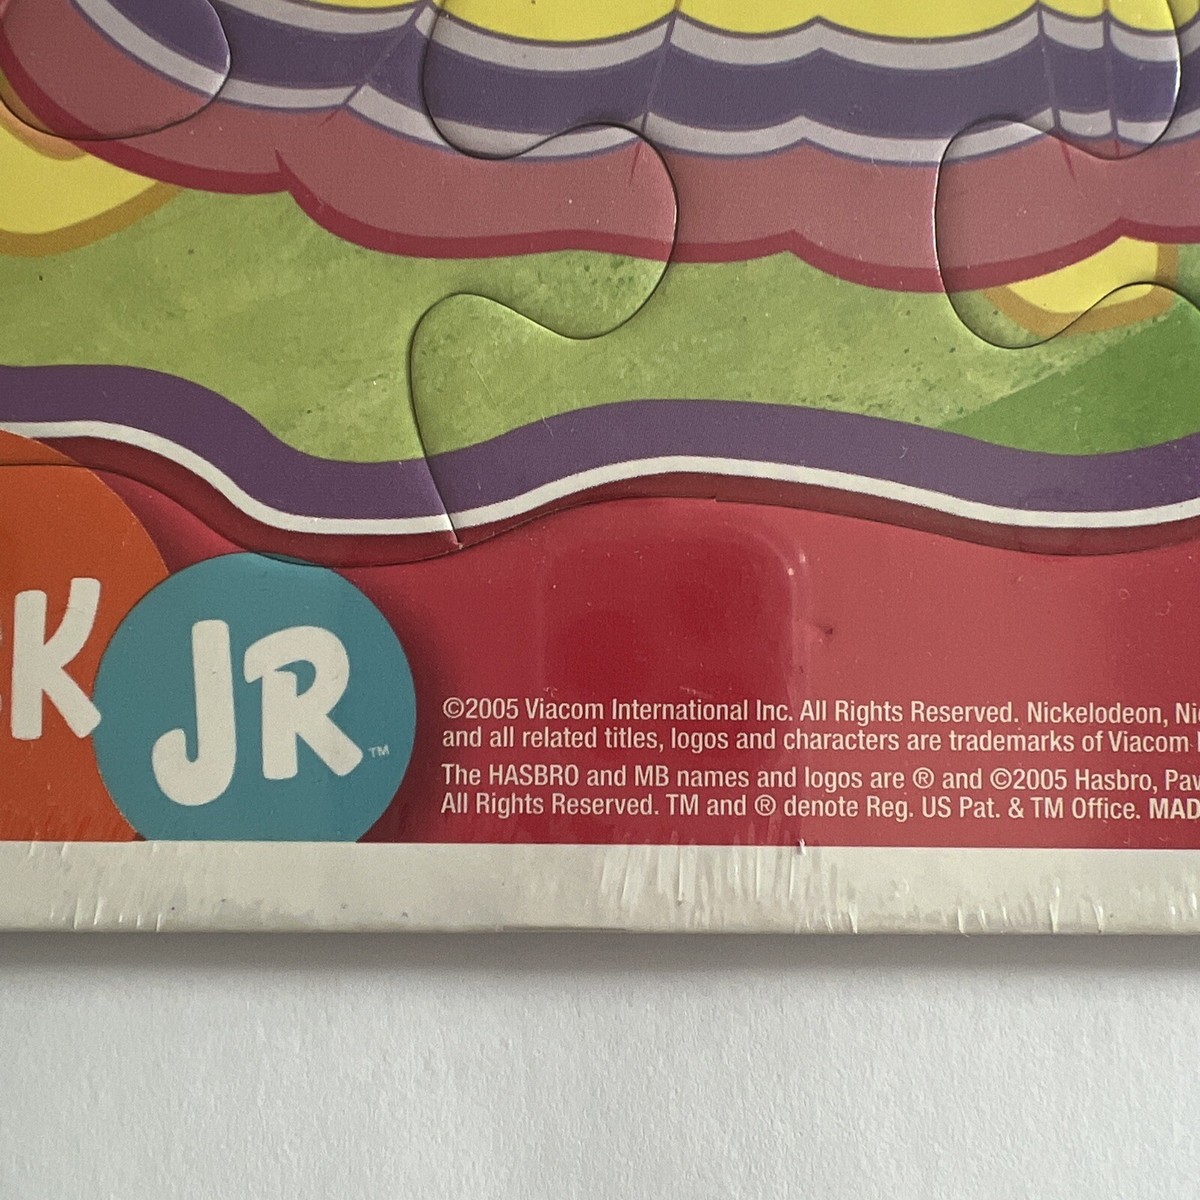 K JR™
©2005 Viacom International Inc. All Rights Reserved. Nickelodeon,
and all related titles, logos and characters are trademarks of Viacom
The HASBRO and MB names and logos are ® and ©2005 Hasbro,
All Rights Reserved. TM and ® denote Reg. US Pat. & TM Office.